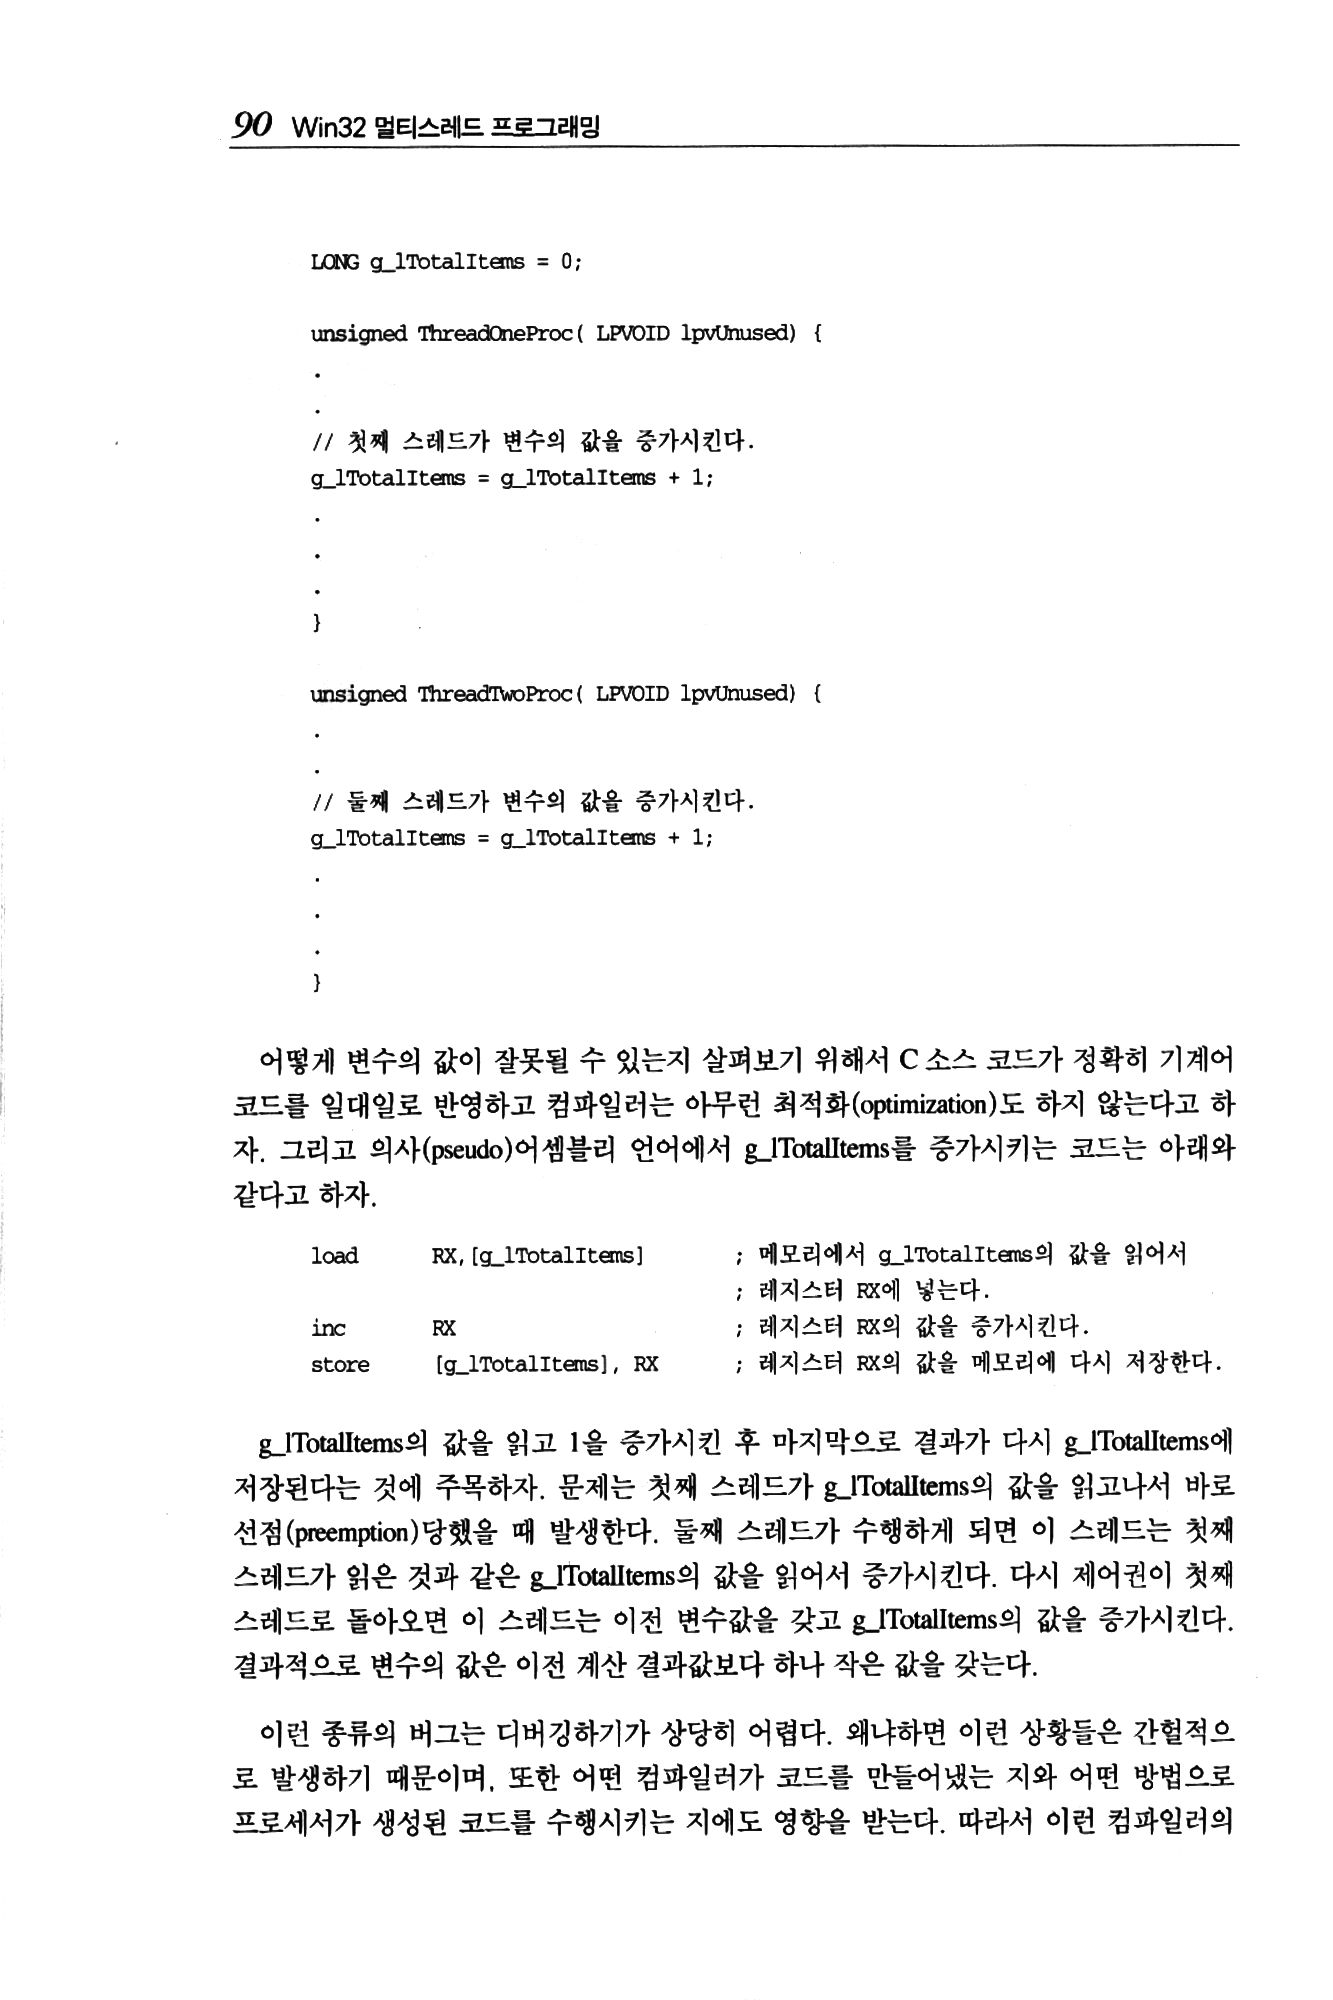 90 Win32 멀티스레드 프로그래밍
LONG g_lTotalItems = 0;
unsigned ThreadOneProc( LPVOID lpvUnused) {
.
.
// 첫째 스레드가 변수의 값을 증가시킨다.
g_lTotalItems = g_lTotalItems + 1;
.
.
.
}
unsigned ThreadTwoProc( LPVOID lpvUnused) {
.
.
// 둘째 스레드가 변수의 값을 증가시킨다.
g_lTotalItems = g_lTotalItems + 1;
.
.
.
}
어떻게 변수의 값이 잘못될 수 있는지 살펴보기 위해서 C 소스 코드가 정확히 기계어
코드를 일대일로 반영하고 컴파일러는 아무런 최적화(optimization)도 하지 않는다고 하
자. 그리고 의사(pseudo)어셈블리 언어에서 g_lTotalItems를 증가시키는 코드는 아래와
같다고 하자.
load RX, [g_lTotalItems] ; 메모리에서 g_lTotalItems의 값을 읽어서
; 레지스터 RX에 넣는다.
inc RX ; 레지스터 RX의 값을 증가시킨다.
store [g_lTotalItems], RX ; 레지스터 RX의 값을 메모리에 다시 저장한다.
g_lTotalItems의 값을 읽고 1을 증가시킨 후 마지막으로 결과가 다시 g_lTotalItems에
저장된다는 것에 주목하자. 문제는 첫째 스레드가 g_lTotalItems의 값을 읽고나서 바로
선점(preemption)당했을 때 발생한다. 둘째 스레드가 수행하게 되면 이 스레드는 첫째
스레드가 읽은 것과 같은 g_lTotalItems의 값을 읽어서 증가시킨다. 다시 제어권이 첫째
스레드로 돌아오면 이 스레드는 이전 변수값을 갖고 g_lTotalItems의 값을 증가시킨다.
결과적으로 변수의 값은 이전 계산 결과값보다 하나 작은 값을 갖는다.
이런 종류의 버그는 디버깅하기가 상당히 어렵다. 왜냐하면 이런 상황들은 간헐적으
로 발생하기 때문이며, 또한 어떤 컴파일러가 코드를 만들어냈는 지와 어떤 방법으로
프로세서가 생성된 코드를 수행시키는 지에도 영향을 받는다. 따라서 이런 컴파일러의